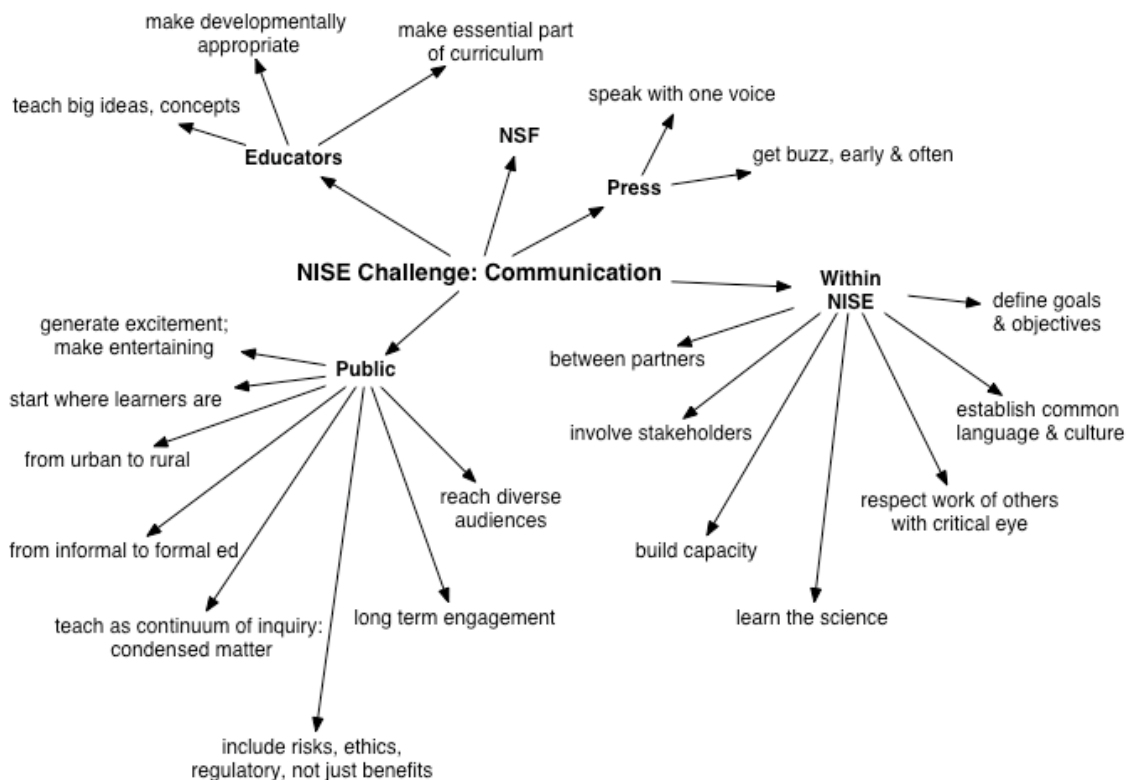 make developmentally
appropriate
make essential part
of curriculum
teach big ideas, concepts
speak with one voice
NSF
Educators
get buzz, early & often
Press
NISE Challenge: Communication
Within
NISE
define goals
& objectives
generate excitement;
make entertaining
between partners
Public
start where learners are
establish common
language & culture
involve stakeholders
from urban to rural
reach diverse
audiences
respect work of others
with critical eye
from informal to formal ed
build capacity
teach as continuum of inquiry:
condensed matter
long term engagement
learn the science
include risks, ethics,
regulatory, not just benefits